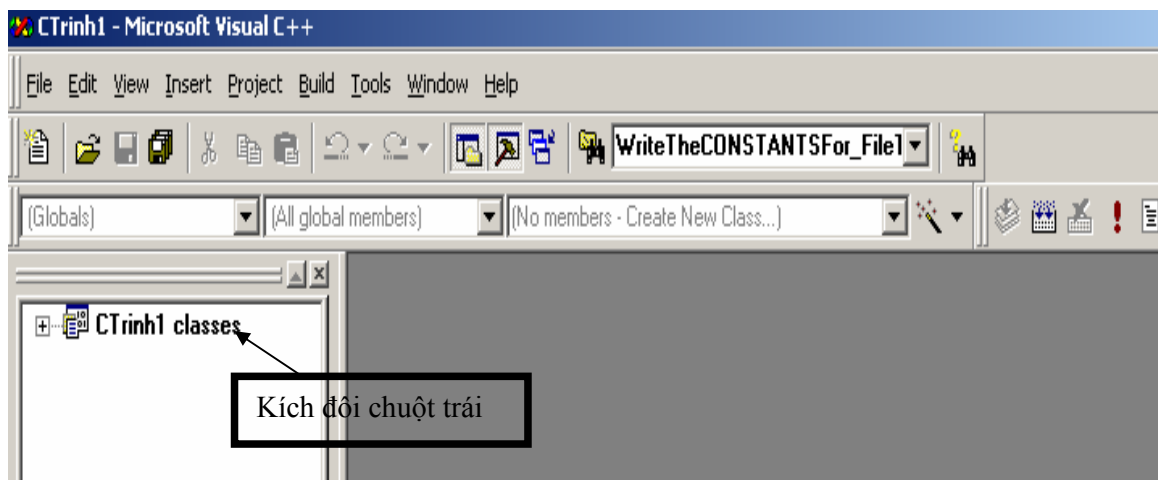 CTrinh1 - Microsoft Visual C++
File Edit View Insert Project Build Tools Window Help
WriteTheCONSTANTSFor_File1
(Globals) (All global members) (No members - Create New Class...)
CTrinh1 classes
Kích đôi chuột trái